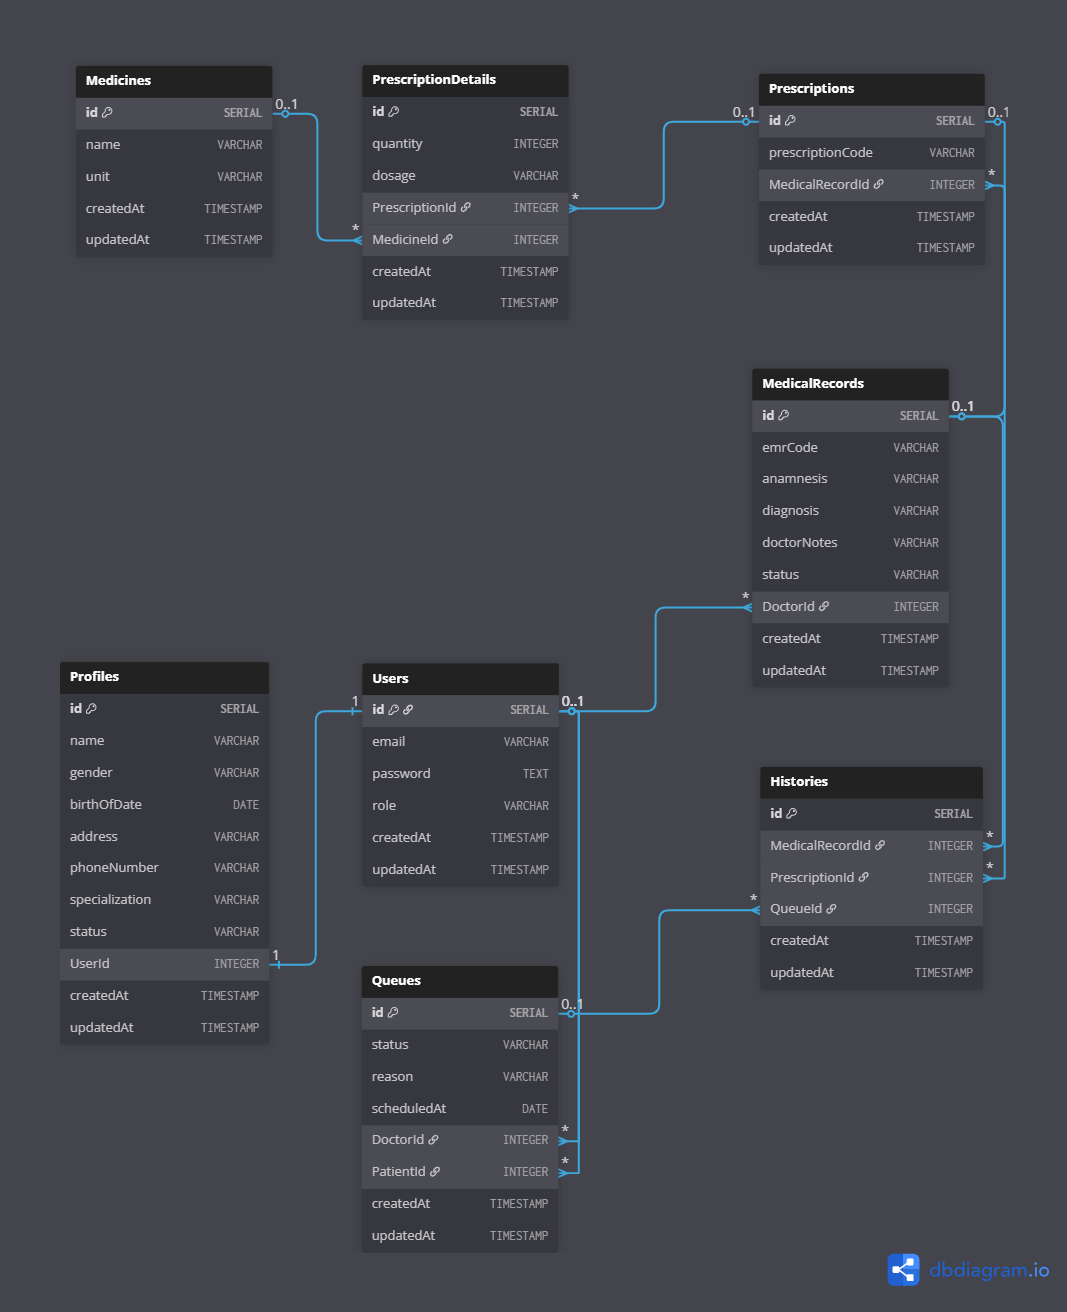 Medicines
id SERIAL
name VARCHAR
unit VARCHAR
createdAt TIMESTAMP
updatedAt TIMESTAMP
0..1
*
PrescriptionDetails
id SERIAL
quantity INTEGER
dosage VARCHAR
PrescriptionId INTEGER
MedicineId INTEGER
createdAt TIMESTAMP
updatedAt TIMESTAMP
*
0..1
Prescriptions
id SERIAL
prescriptionCode VARCHAR
MedicalRecordId INTEGER
createdAt TIMESTAMP
updatedAt TIMESTAMP
0..1
*
MedicalRecords
id SERIAL
emrCode VARCHAR
anamnesis VARCHAR
diagnosis VARCHAR
doctorNotes VARCHAR
status VARCHAR
DoctorId INTEGER
createdAt TIMESTAMP
updatedAt TIMESTAMP
0..1
*
Profiles
id SERIAL
name VARCHAR
gender VARCHAR
birthOfDate DATE
address VARCHAR
phoneNumber VARCHAR
specialization VARCHAR
status VARCHAR
UserId INTEGER
createdAt TIMESTAMP
updatedAt TIMESTAMP
1
1
Users
id SERIAL
email VARCHAR
password TEXT
role VARCHAR
createdAt TIMESTAMP
updatedAt TIMESTAMP
0..1
Histories
id SERIAL
MedicalRecordId INTEGER
PrescriptionId INTEGER
QueueId INTEGER
createdAt TIMESTAMP
updatedAt TIMESTAMP
*
*
*
Queues
id SERIAL
status VARCHAR
reason VARCHAR
scheduledAt DATE
DoctorId INTEGER
PatientId INTEGER
createdAt TIMESTAMP
updatedAt TIMESTAMP
0..1
*
*
dbdiagram.io